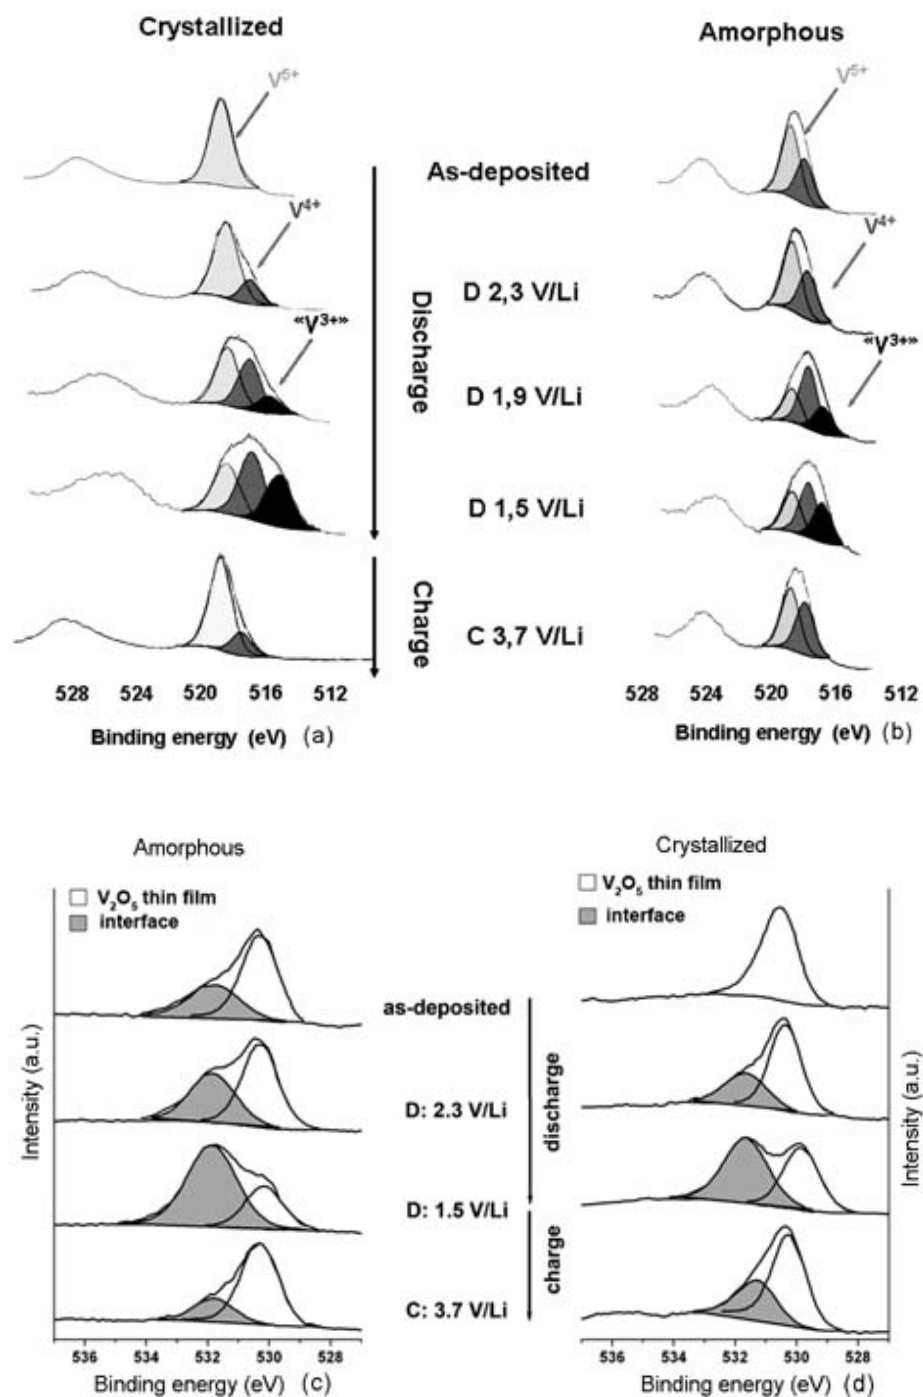 Crystallized
Amorphous
V⁵⁺
V⁵⁺
As-deposited
V⁴⁺
V⁴⁺
D 2,3 V/Li
«V³⁺»
«V³⁺»
Discharge
D 1,9 V/Li
D 1,5 V/Li
Charge
C 3,7 V/Li
528 524 520 516 512
528 524 520 516 512
Binding energy (eV) (a)
Binding energy (eV) (b)
Amorphous
Crystallized
V₂O₅ thin film
interface
V₂O₅ thin film
interface
as-deposited
D: 2.3 V/Li
discharge
D: 1.5 V/Li
charge
C: 3.7 V/Li
Intensity (a.u.)
Intensity (a.u.)
536 534 532 530 528
536 534 532 530 528
Binding energy (eV) (c)
Binding energy (eV) (d)